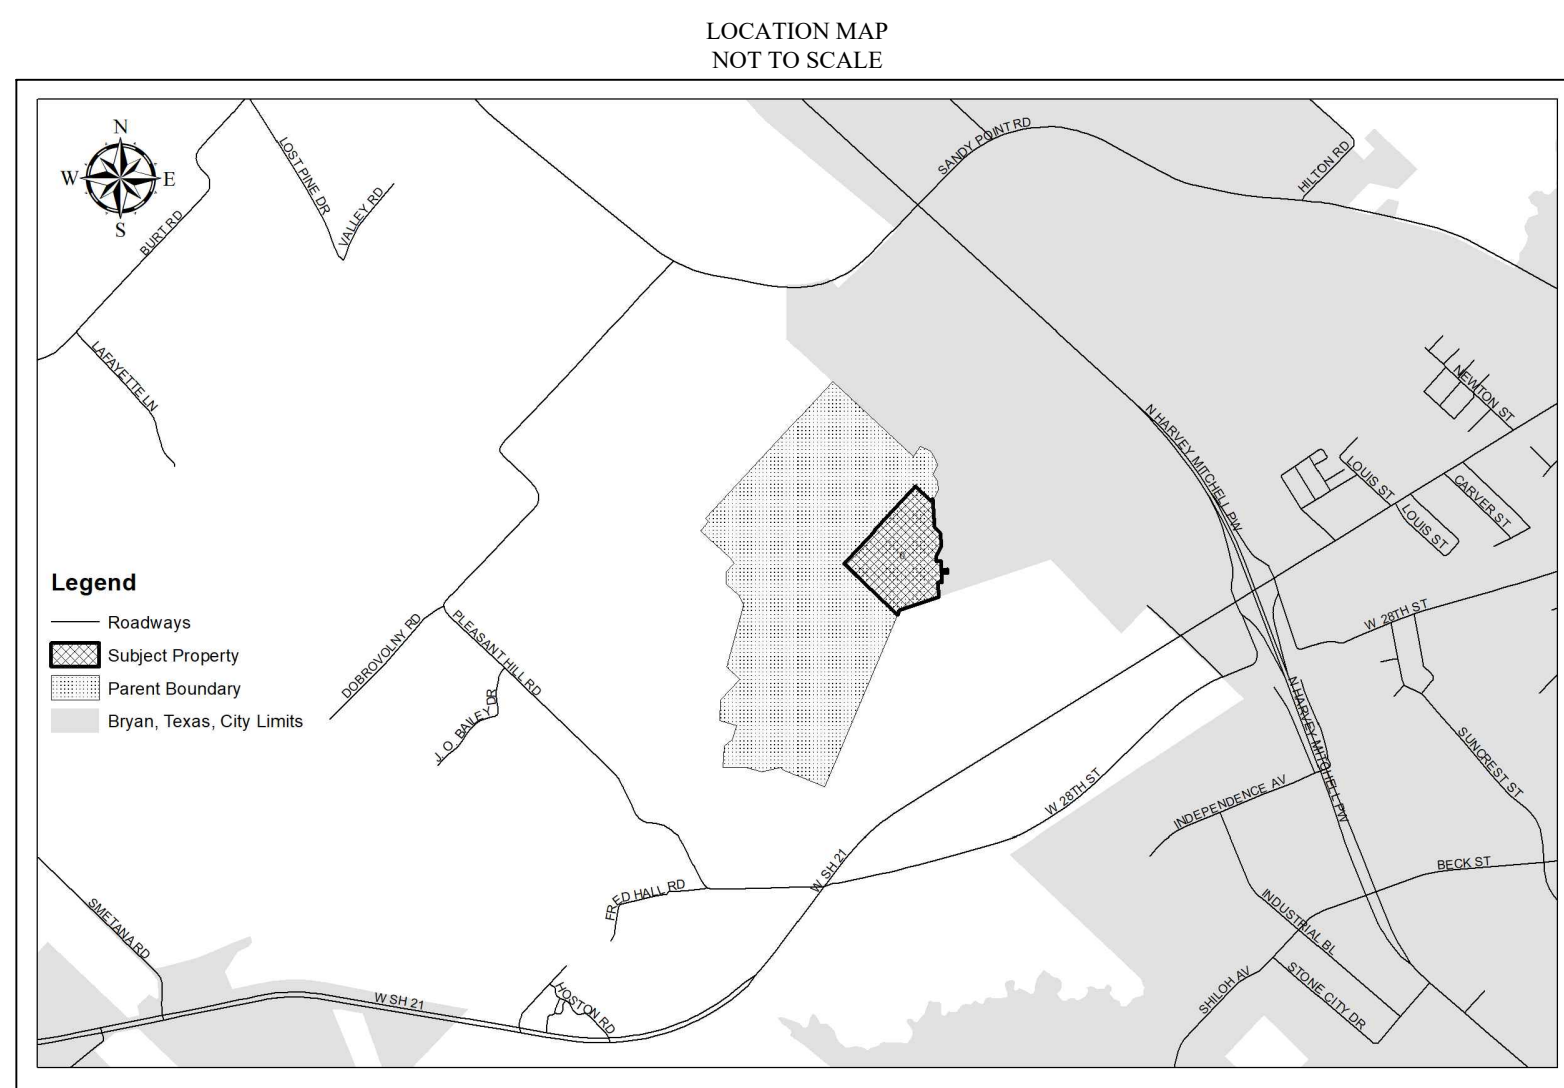 LOCATION MAP
NOT TO SCALE
N
W
E
S
BURT RD
LOST PINE DR
VALLEY RD
SANDY POINT RD
HILTON RD
LAFAYETTE LN
NEWTON ST
N HARVEY MITCHELL PW
LOUIS ST
CARVER ST
LOUIS ST
Legend
Roadways
Subject Property
Parent Boundary
Bryan, Texas, City Limits
DOBROVOLNY RD
PLEASANT HILL RD
J. O. BAILEY DR
W 28TH ST
N HARVEY MITCHELL PW
SUNCREST ST
W 28TH ST
INDEPENDENCE AV
BECK ST
W SH 21
FRED HALL RD
SMETANA RD
INDUSTRIAL BL
STONE CITY DR
SHILOH AV
W SH 21
HOSTON RD